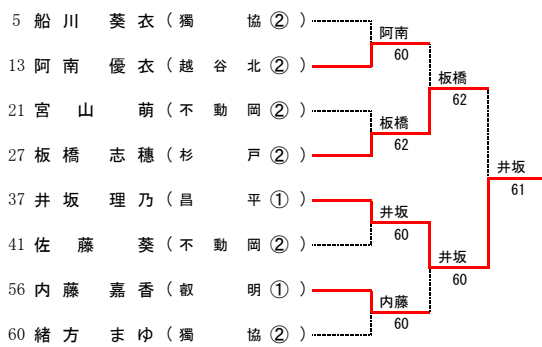 5 船川 葵衣 (獨協 ②)
13 阿南 優衣 (越谷北 ②)
21 宮山 萌 (不動岡 ②)
27 板橋 志穂 (杉戸 ②)
37 井坂 理乃 (昌平 ①)
41 佐藤 葵 (不動岡 ②)
56 内藤 嘉香 (叡明 ①)
60 緒方 まゆ (獨協 ②)
阿南
60
板橋
62
井坂
60
内藤
60
板橋
62
井坂
60
井坂
61